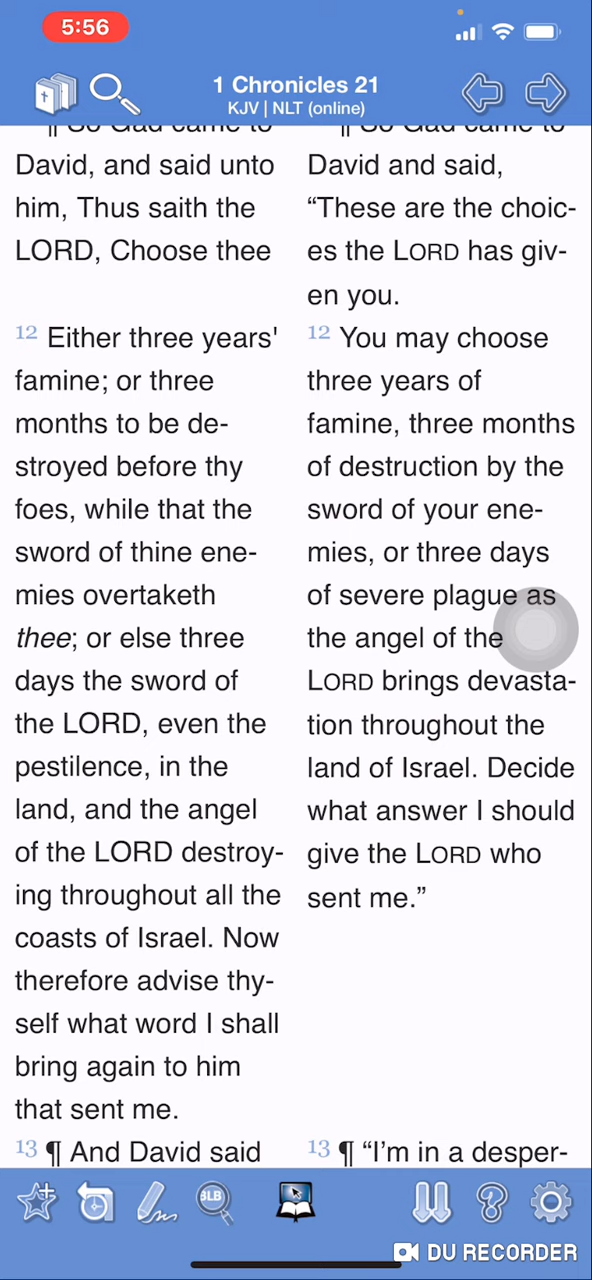 5:56
1 Chronicles 21
KJV | NLT (online)
¶ So Gad came to
David, and said unto
him, Thus saith the
LORD, Choose thee
12 Either three years'
famine; or three
months to be de-
stroyed before thy
foes, while that the
sword of thine ene-
mies overtaketh
thee; or else three
days the sword of
the LORD, even the
pestilence, in the
land, and the angel
of the LORD destroy-
ing throughout all the
coasts of Israel. Now
therefore advise thy-
self what word I shall
bring again to him
that sent me.
13 ¶ And David said
¶ So Gad came to
David and said,
“These are the choic-
es the LORD has giv-
en you.
12 You may choose
three years of
famine, three months
of destruction by the
sword of your ene-
mies, or three days
of severe plague as
the angel of the
LORD brings devasta-
tion throughout the
land of Israel. Decide
what answer I should
give the LORD who
sent me.”
13 ¶ “I’m in a desper-
BLB
DU RECORDER